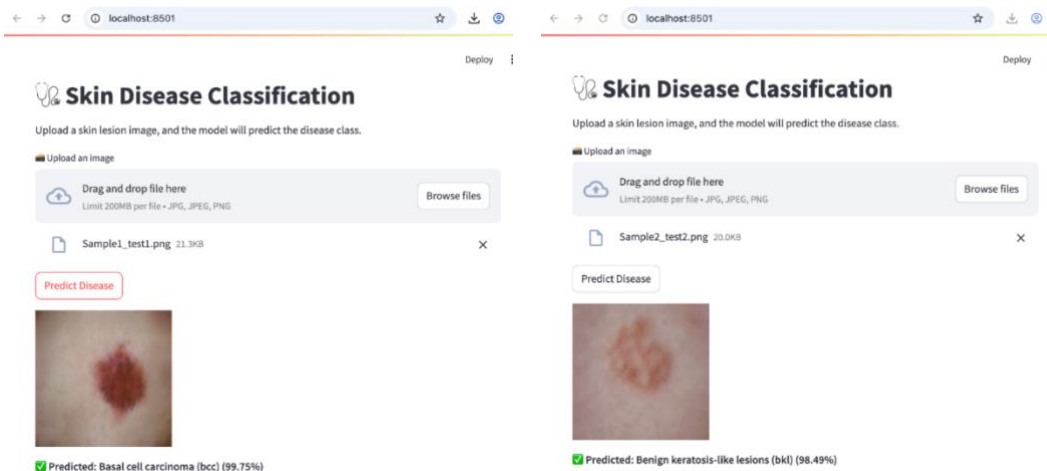 localhost:8501
Deploy
🩺 Skin Disease Classification
Upload a skin lesion image, and the model will predict the disease class.
📸 Upload an image
Drag and drop file here
Limit 200MB per file • JPG, JPEG, PNG
Browse files
Sample1_test1.png 21.3KB
Predict Disease
✅ Predicted: Basal cell carcinoma (bcc) (99.75%)
localhost:8501
Deploy
🩺 Skin Disease Classification
Upload a skin lesion image, and the model will predict the disease class.
📸 Upload an image
Drag and drop file here
Limit 200MB per file • JPG, JPEG, PNG
Browse files
Sample2_test2.png 20.0KB
Predict Disease
✅ Predicted: Benign keratosis-like lesions (bkl) (98.49%)